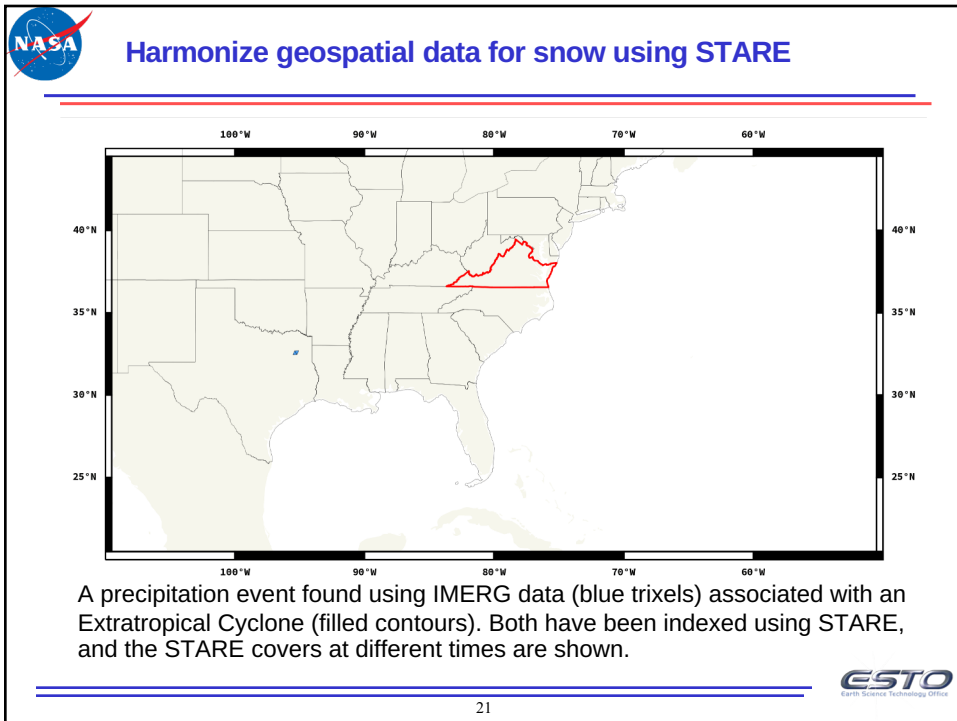 NASA
Harmonize geospatial data for snow using STARE
100°W 90°W 80°W 70°W 60°W
40°N 40°N
35°N 35°N
30°N 30°N
25°N 25°N
100°W 90°W 80°W 70°W 60°W
A precipitation event found using IMERG data (blue trixels) associated with an
Extratropical Cyclone (filled contours). Both have been indexed using STARE,
and the STARE covers at different times are shown.
ESTO
Earth Science Technology Office
21